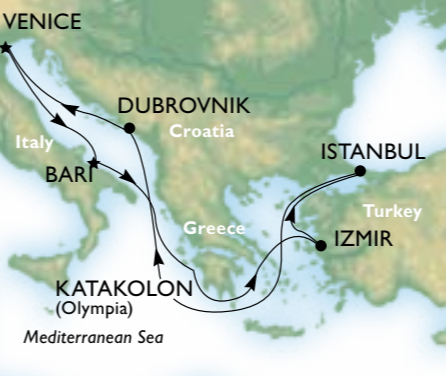 VENICE
DUBROVNIK
Croatia
Italy
ISTANBUL
BARI
Turkey
Greece
IZMIR
KATAKOLON
(Olympia)
Mediterranean Sea